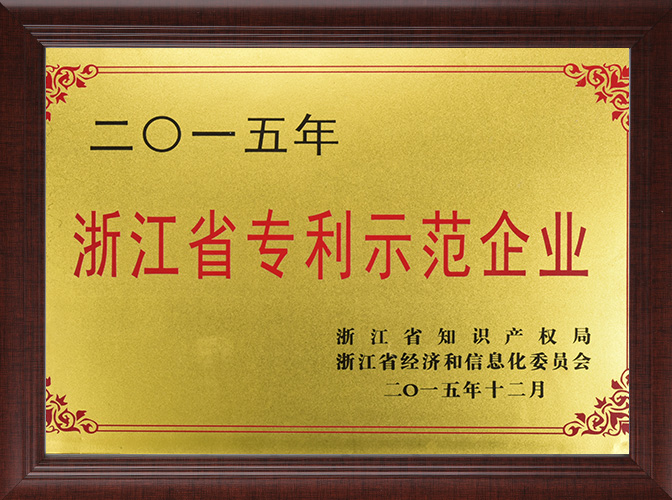 二〇一五年
浙江省专利示范企业
浙江省知识产权局
浙江省经济和信息化委员会
二〇一五年十二月